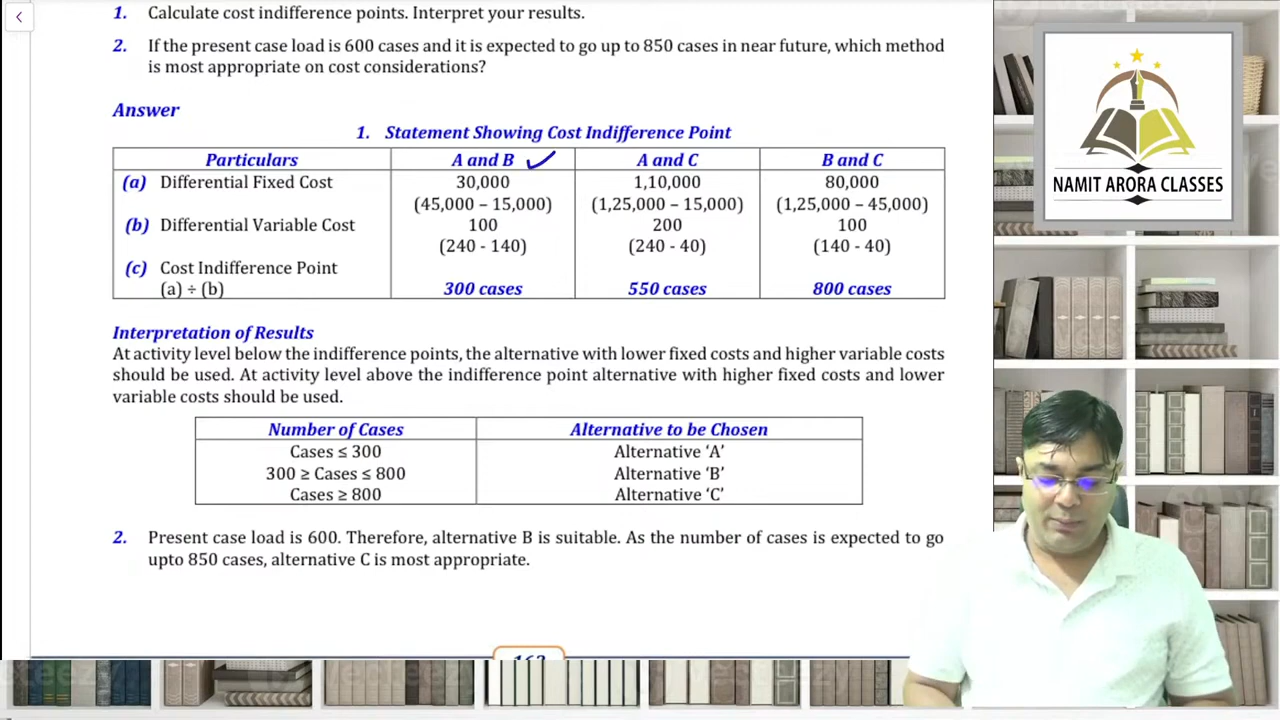 1. Calculate cost indifference points. Interpret your results.
2. If the present case load is 600 cases and it is expected to go up to 850 cases in near future, which method
is most appropriate on cost considerations?
Answer
1. Statement Showing Cost Indifference Point
Particulars A and B A and C B and C
(a) Differential Fixed Cost 30,000 1,10,000 80,000
(45,000 – 15,000) (1,25,000 – 15,000) (1,25,000 – 45,000)
(b) Differential Variable Cost 100 200 100
(240 - 140) (240 - 40) (140 - 40)
(c) Cost Indifference Point
(a) ÷ (b) 300 cases 550 cases 800 cases
Interpretation of Results
At activity level below the indifference points, the alternative with lower fixed costs and higher variable costs
should be used. At activity level above the indifference point alternative with higher fixed costs and lower
variable costs should be used.
Number of Cases Alternative to be Chosen
Cases ≤ 300 Alternative ‘A’
300 ≥ Cases ≤ 800 Alternative ‘B’
Cases ≥ 800 Alternative ‘C’
2. Present case load is 600. Therefore, alternative B is suitable. As the number of cases is expected to go
upto 850 cases, alternative C is most appropriate.
NAMIT ARORA CLASSES